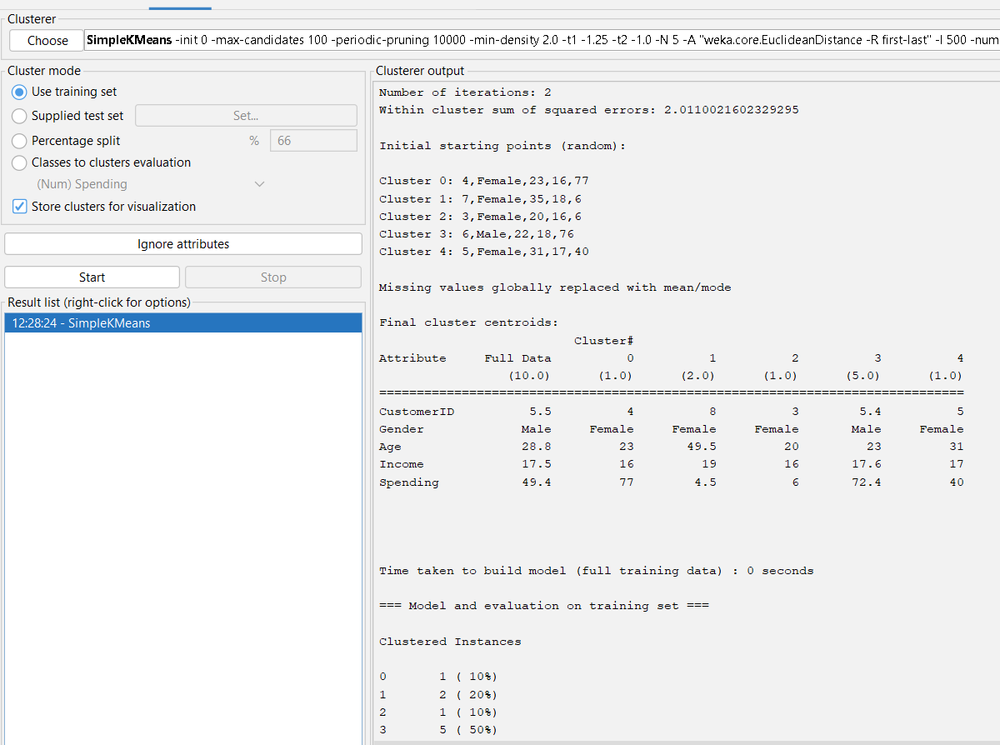 Clusterer
Choose SimpleKMeans -init 0 -max-candidates 100 -periodic-pruning 10000 -min-density 2.0 -t1 -1.25 -t2 -1.0 -N 5 -A "weka.core.EuclideanDistance -R first-last" -I 500 -num
Cluster mode
Use training set
Supplied test set Set...
Percentage split % 66
Classes to clusters evaluation
(Num) Spending
Store clusters for visualization
Ignore attributes
Start Stop
Result list (right-click for options)
12:28:24 - SimpleKMeans
Clusterer output
Number of iterations: 2
Within cluster sum of squared errors: 2.0110021602329295
Initial starting points (random):
Cluster 0: 4,Female,23,16,77
Cluster 1: 7,Female,35,18,6
Cluster 2: 3,Female,20,16,6
Cluster 3: 6,Male,22,18,76
Cluster 4: 5,Female,31,17,40
Missing values globally replaced with mean/mode
Final cluster centroids:
Cluster#
Attribute Full Data 0 1 2 3 4
(10.0) (1.0) (2.0) (1.0) (5.0) (1.0)
==============================================================================
CustomerID 5.5 4 8 3 5.4 5
Gender Male Female Female Female Male Female
Age 28.8 23 49.5 20 23 31
Income 17.5 16 19 16 17.6 17
Spending 49.4 77 4.5 6 72.4 40
Time taken to build model (full training data) : 0 seconds
=== Model and evaluation on training set ===
Clustered Instances
0 1 ( 10%)
1 2 ( 20%)
2 1 ( 10%)
3 5 ( 50%)